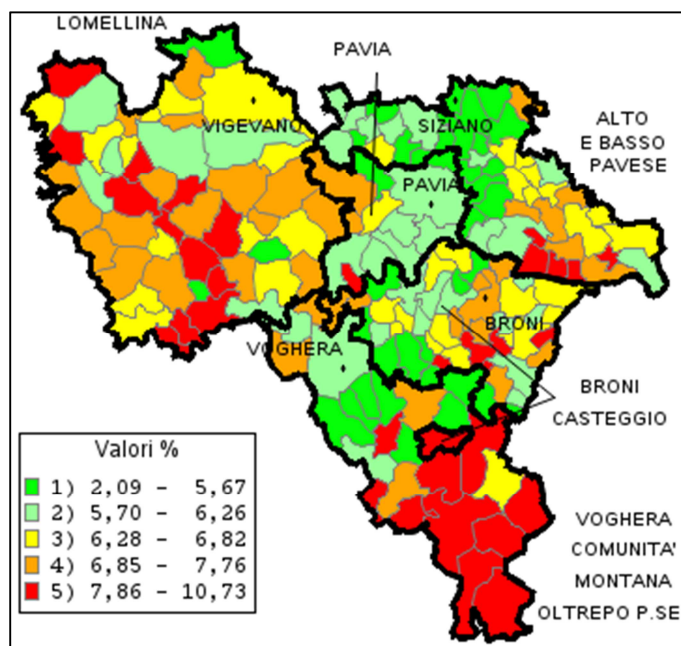 LOMELLINA
PAVIA
VIGEVANO
SIZIANO
ALTO
E BASSO
PAVESE
PAVIA
VOGHERA
BRONI
BRONI
CASTEGGIO
Valori %
1) 2,09 - 5,67
2) 5,70 - 6,26
3) 6,28 - 6,82
4) 6,85 - 7,76
5) 7,86 - 10,73
VOGHERA
COMUNITA'
MONTANA
OLTREPO P.SE